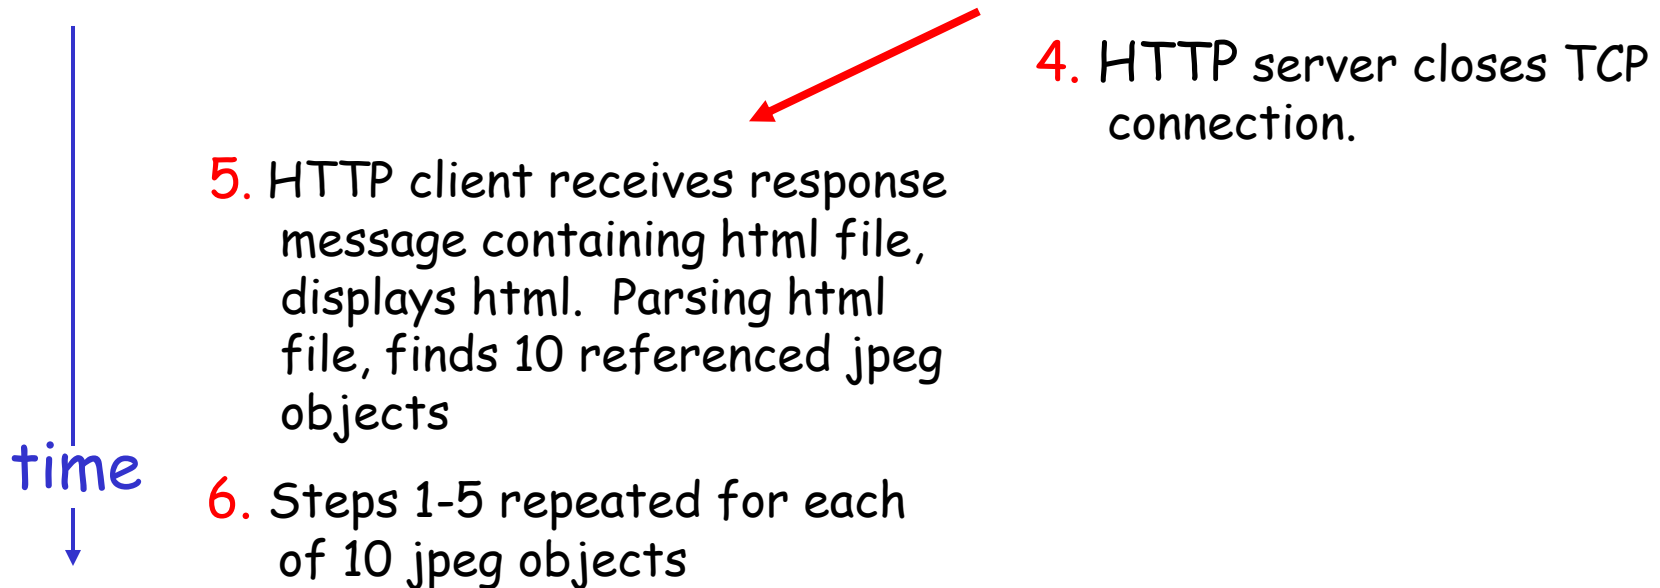 4. HTTP server closes TCP
connection.
5. HTTP client receives response
message containing html file,
displays html.  Parsing html
file, finds 10 referenced jpeg
objects
time
6. Steps 1-5 repeated for each
of 10 jpeg objects